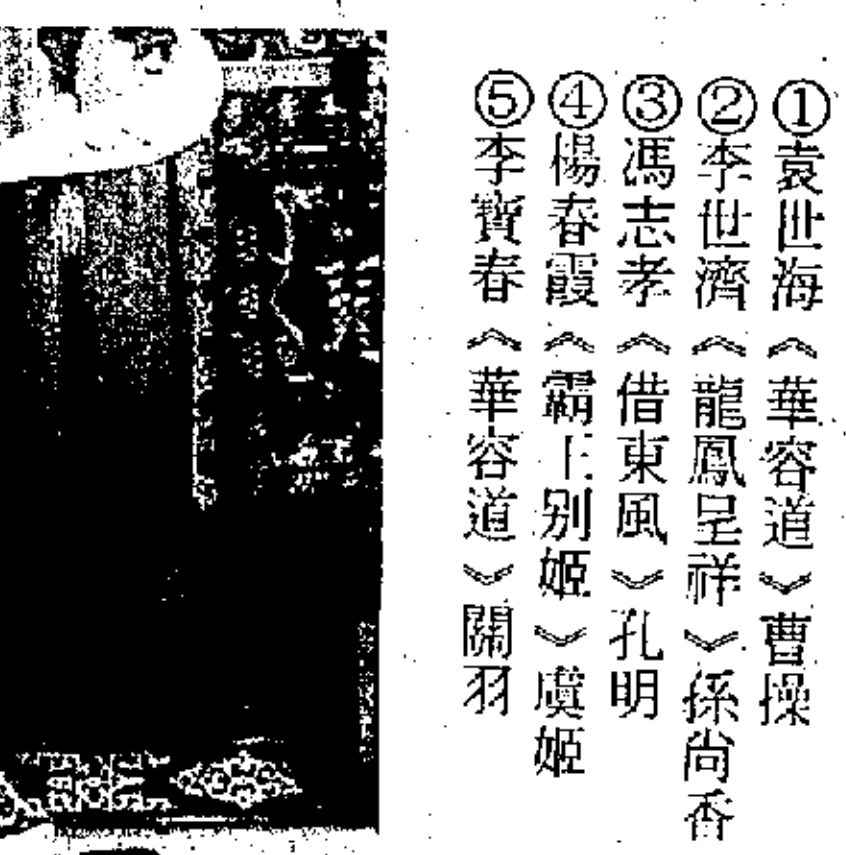 ①袁世海《華容道》曹操
②李世濟《龍鳳呈祥》孫尚香
③馮志孝《借東風》孔明
④楊春霞《霸王别姬》虞姬
⑤李寶春《華容道》關羽